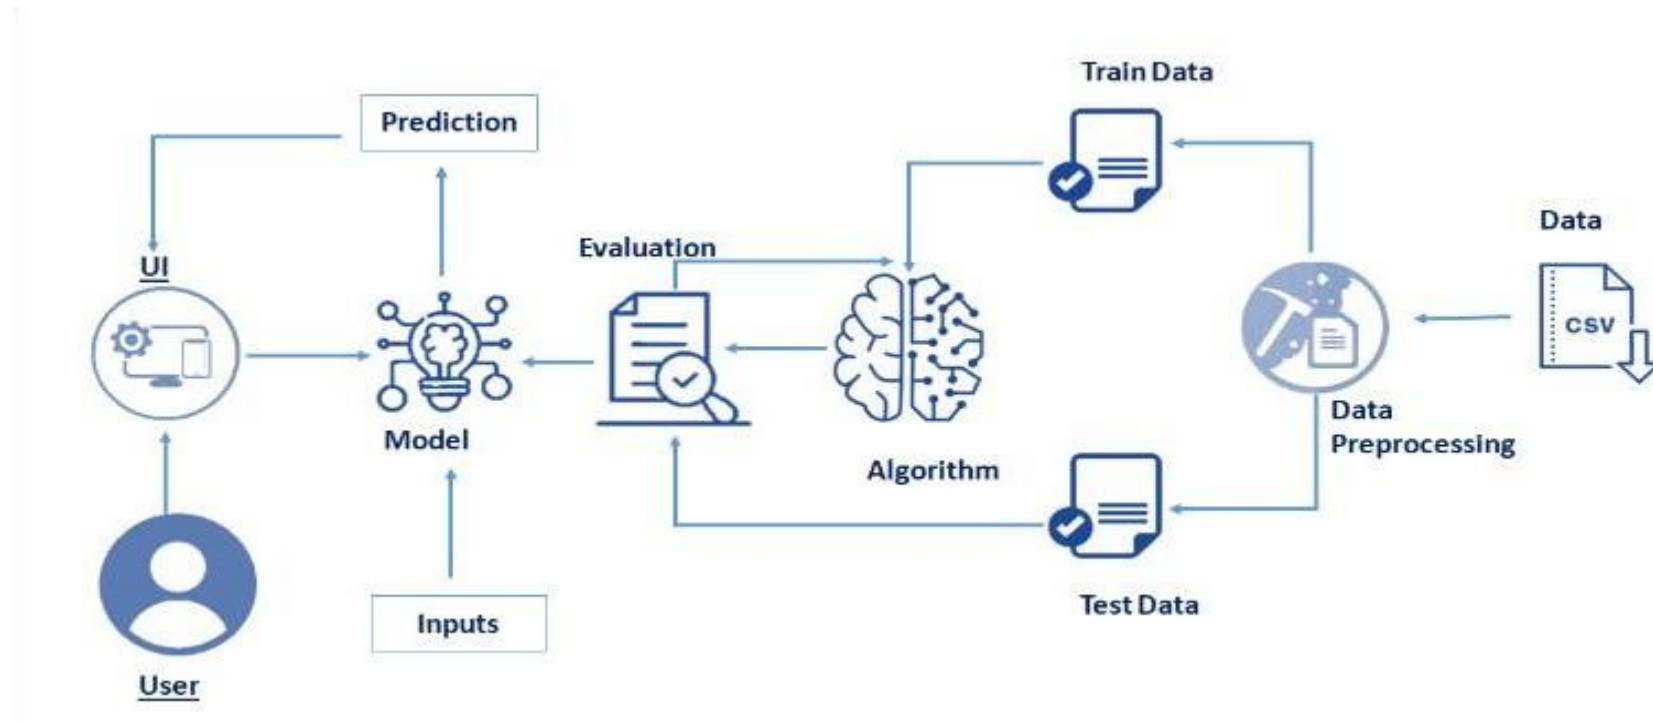 Train Data
Prediction
Data
Evaluation
UI
CSV
Data
Preprocessing
Model
Algorithm
Test Data
Inputs
User